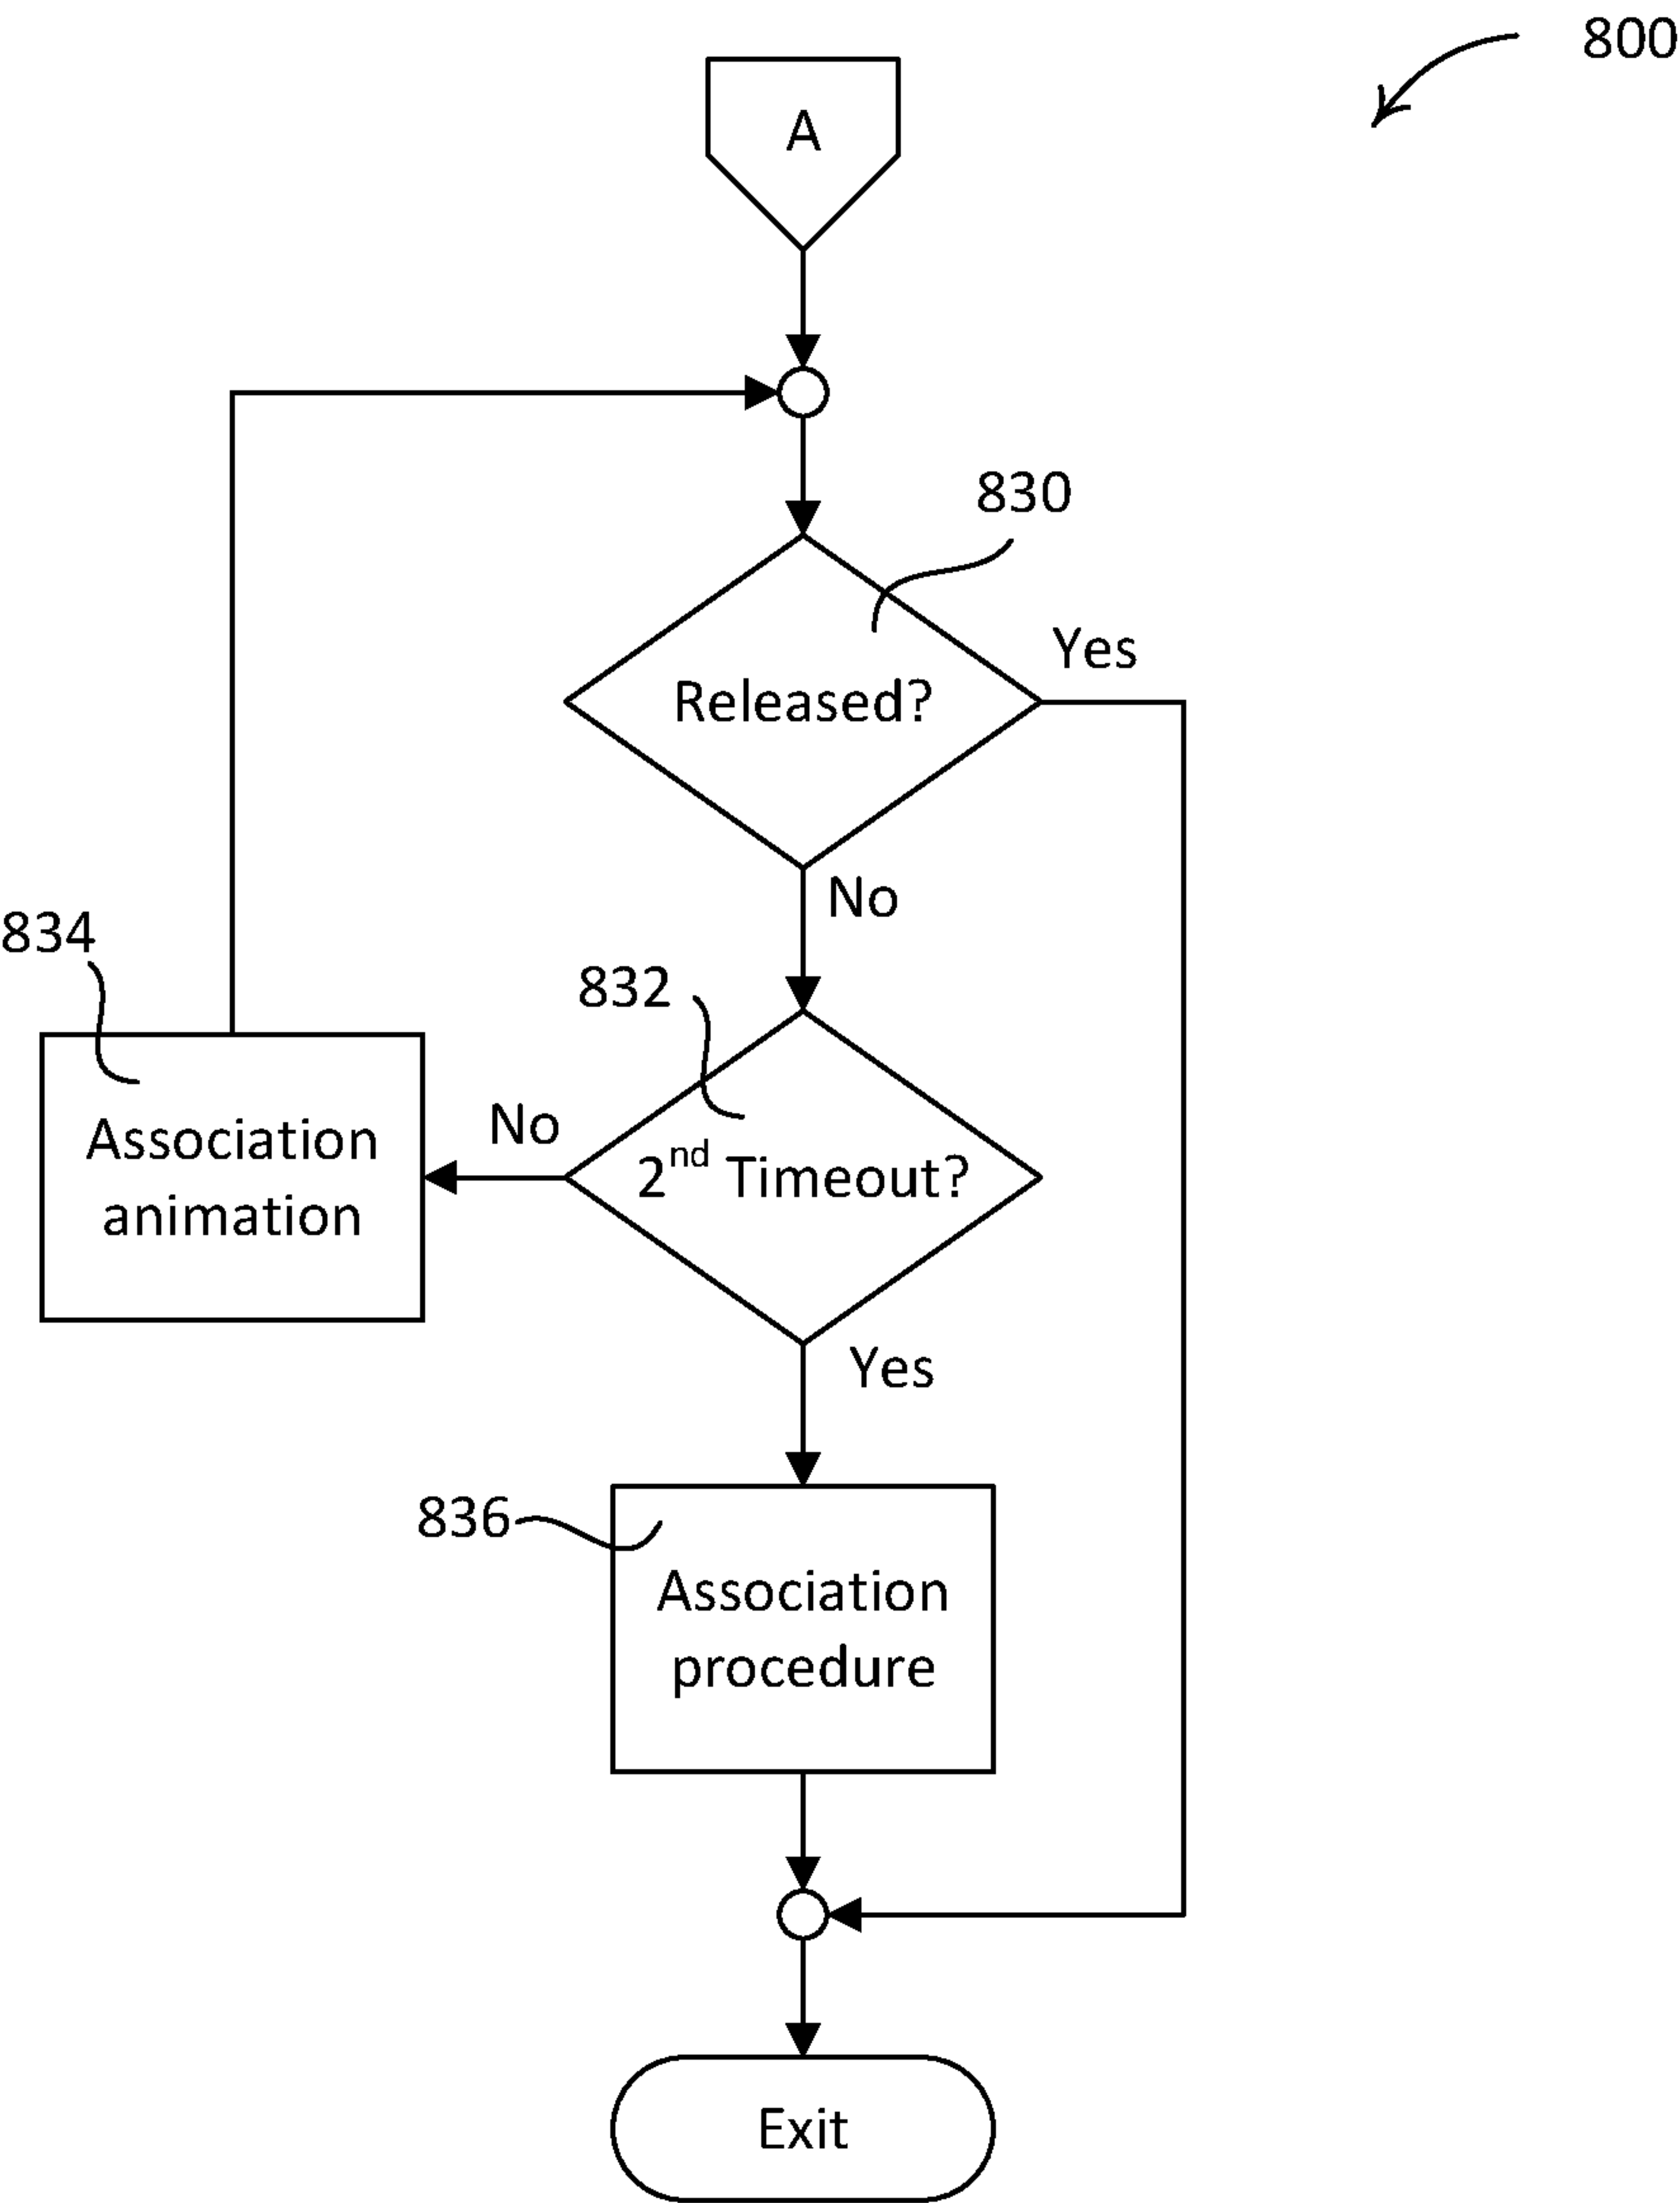 800
A
830
Yes
Released?
No
834
832
No
Association
animation
2nd Timeout?
Yes
836
Association
procedure
Exit